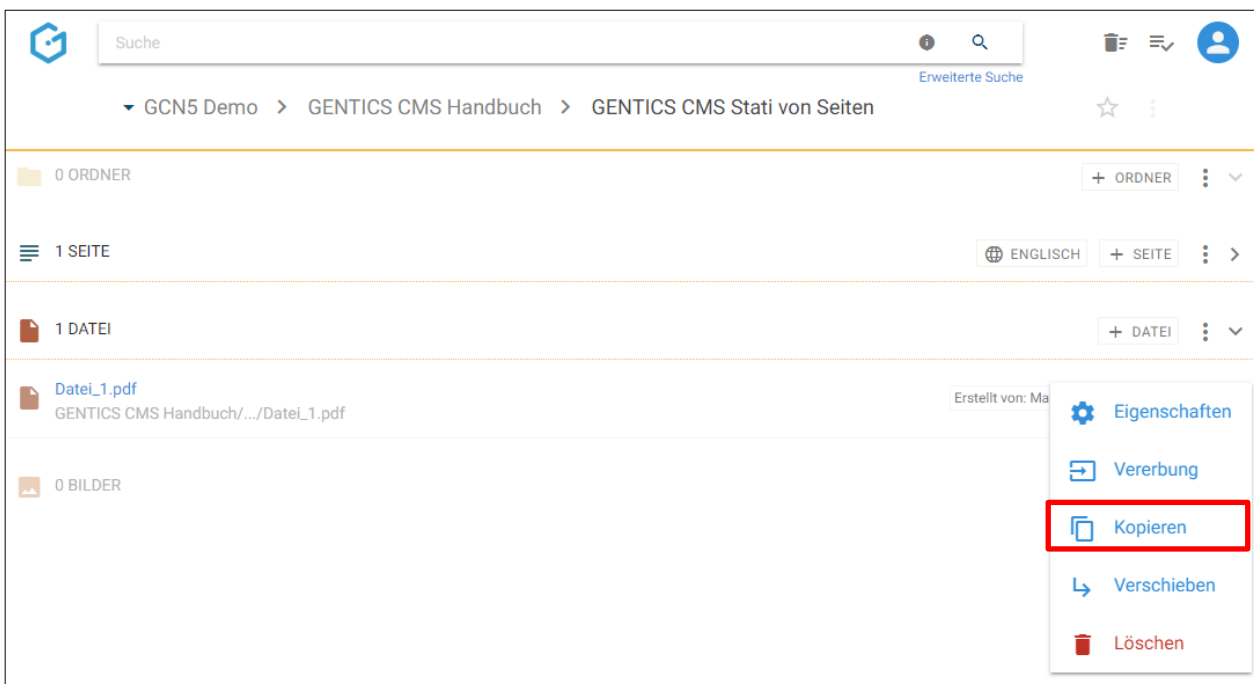 Suche
Erweiterte Suche
GCN5 Demo > GENTICS CMS Handbuch > GENTICS CMS Stati von Seiten
0 ORDNER + ORDNER
1 SEITE ENGLISCH + SEITE
1 DATEI + DATEI
Datei_1.pdf
GENTICS CMS Handbuch/.../Datei_1.pdf
Erstellt von: Ma
Eigenschaften
Vererbung
0 BILDER
Kopieren
Verschieben
Löschen